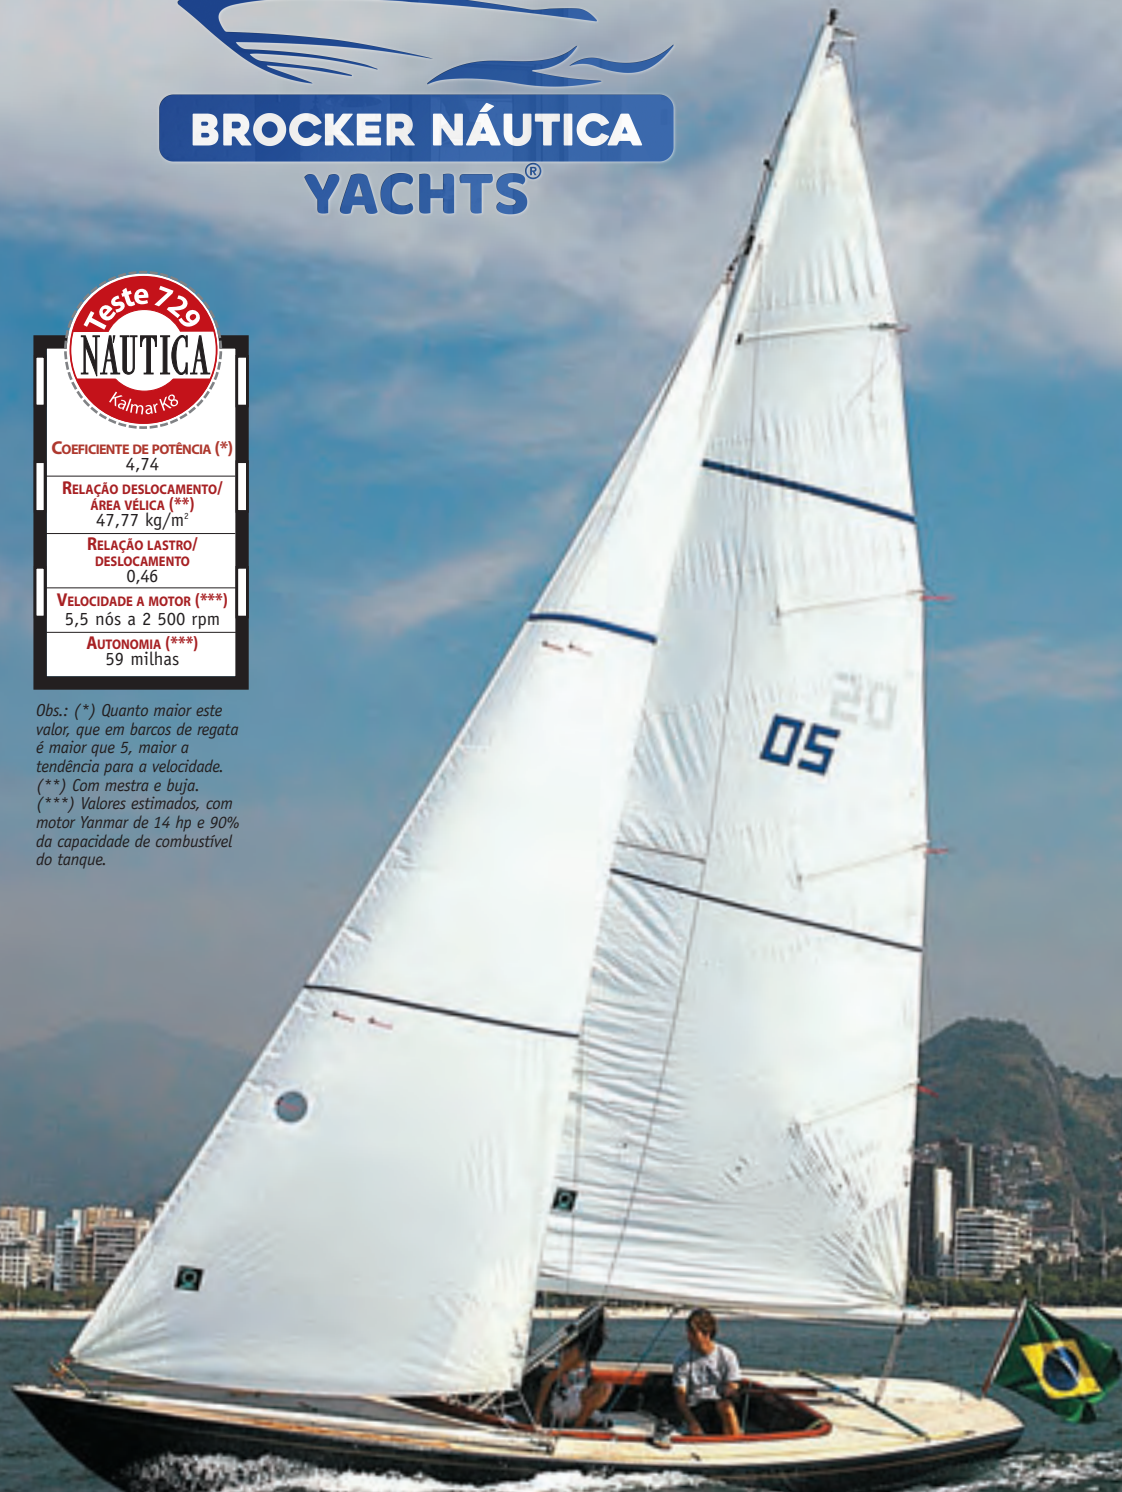 BROCKER NÁUTICA
YACHTS®
Teste 729
NÁUTICA
Kalmar K8
COEFICIENTE DE POTÊNCIA (*)
4,74
RELAÇÃO DESLOCAMENTO/
ÁREA VÉLICA (**)
47,77 kg/m²
RELAÇÃO LASTRO/
DESLOCAMENTO
0,46
VELOCIDADE A MOTOR (***)
5,5 nós a 2 500 rpm
AUTONOMIA (***)
59 milhas
Obs.: (*) Quanto maior este
valor, que em barcos de regata
é maior que 5, maior a
tendência para a velocidade.
(**) Com mestra e buja.
(***) Valores estimados, com
motor Yanmar de 14 hp e 90%
da capacidade de combustível
do tanque.
05